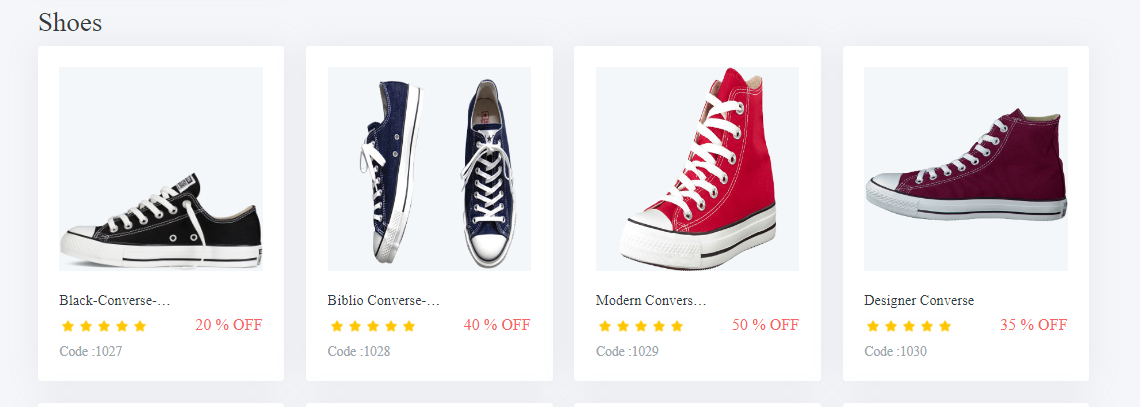 Shoes
Black-Converse-...
20 % OFF
Code :1027
Biblio Converse-...
40 % OFF
Code :1028
Modern Convers...
50 % OFF
Code :1029
Designer Converse
35 % OFF
Code :1030